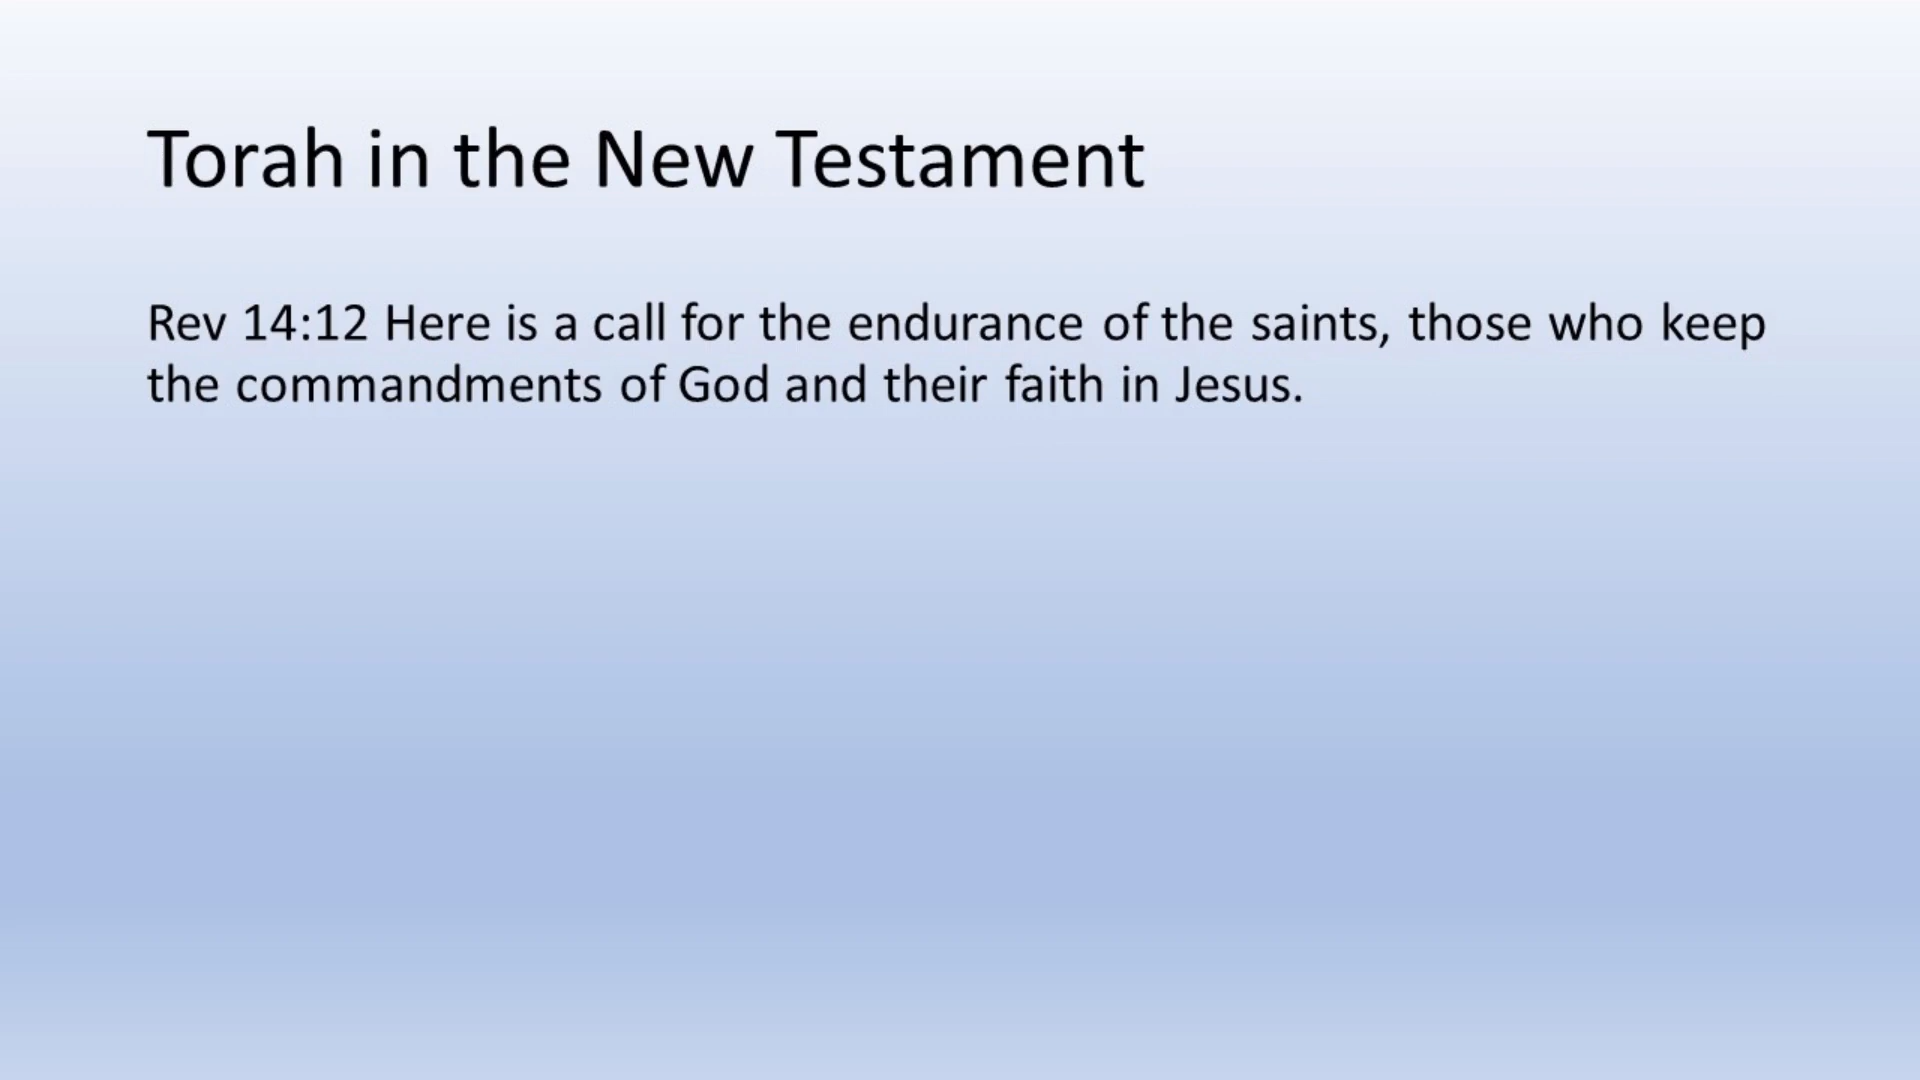 Torah in the New Testament
Rev 14:12 Here is a call for the endurance of the saints, those who keep
the commandments of God and their faith in Jesus.